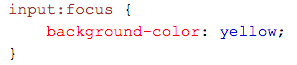 input:focus {
    background-color: yellow;
}